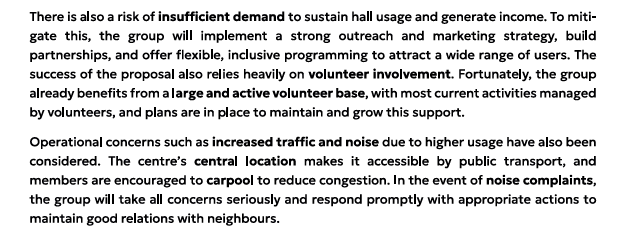 There is also a risk of insufficient demand to sustain hall usage and generate income. To miti-
gate this, the group will implement a strong outreach and marketing strategy, build
partnerships, and offer flexible, inclusive programming to attract a wide range of users. The
success of the proposal also relies heavily on volunteer involvement. Fortunately, the group
already benefits from a large and active volunteer base, with most current activities managed
by volunteers, and plans are in place to maintain and grow this support.
Operational concerns such as increased traffic and noise due to higher usage have also been
considered. The centre's central location makes it accessible by public transport, and
members are encouraged to carpool to reduce congestion. In the event of noise complaints,
the group will take all concerns seriously and respond promptly with appropriate actions to
maintain good relations with neighbours.